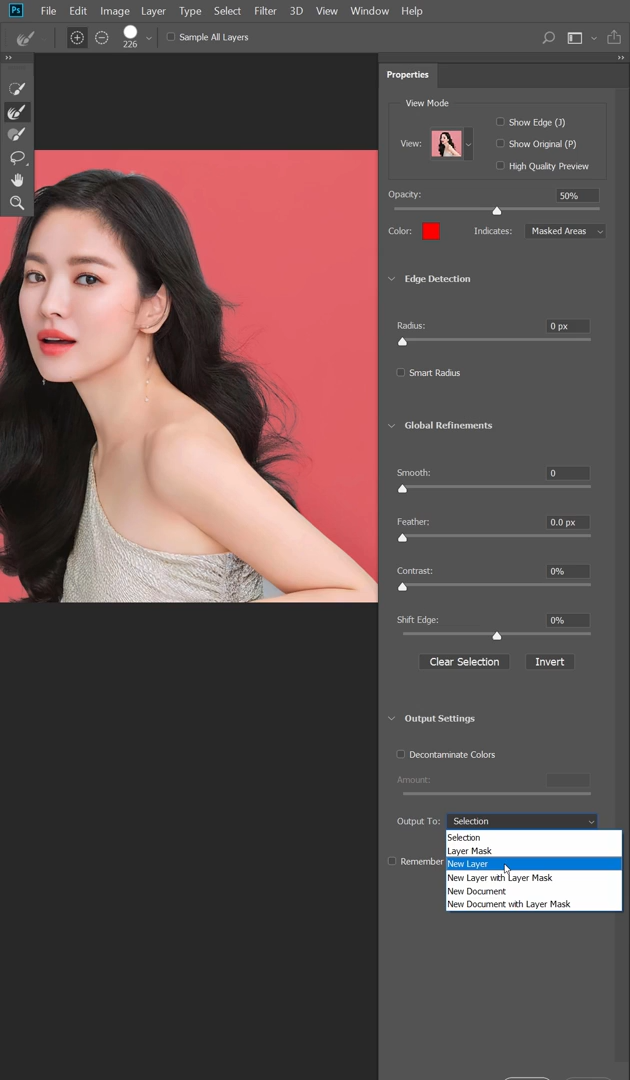 Ps File Edit Image Layer Type Select Filter 3D View Window Help
226 Sample All Layers
Properties
View Mode
View:
Show Edge (J)
Show Original (P)
High Quality Preview
Opacity: 50%
Color: Indicates: Masked Areas
Edge Detection
Radius: 0 px
Smart Radius
Global Refinements
Smooth: 0
Feather: 0.0 px
Contrast: 0%
Shift Edge: 0%
Clear Selection Invert
Output Settings
Decontaminate Colors
Amount:
Output To: Selection
Selection
Layer Mask
Remember New Layer
New Layer with Layer Mask
New Document
New Document with Layer Mask